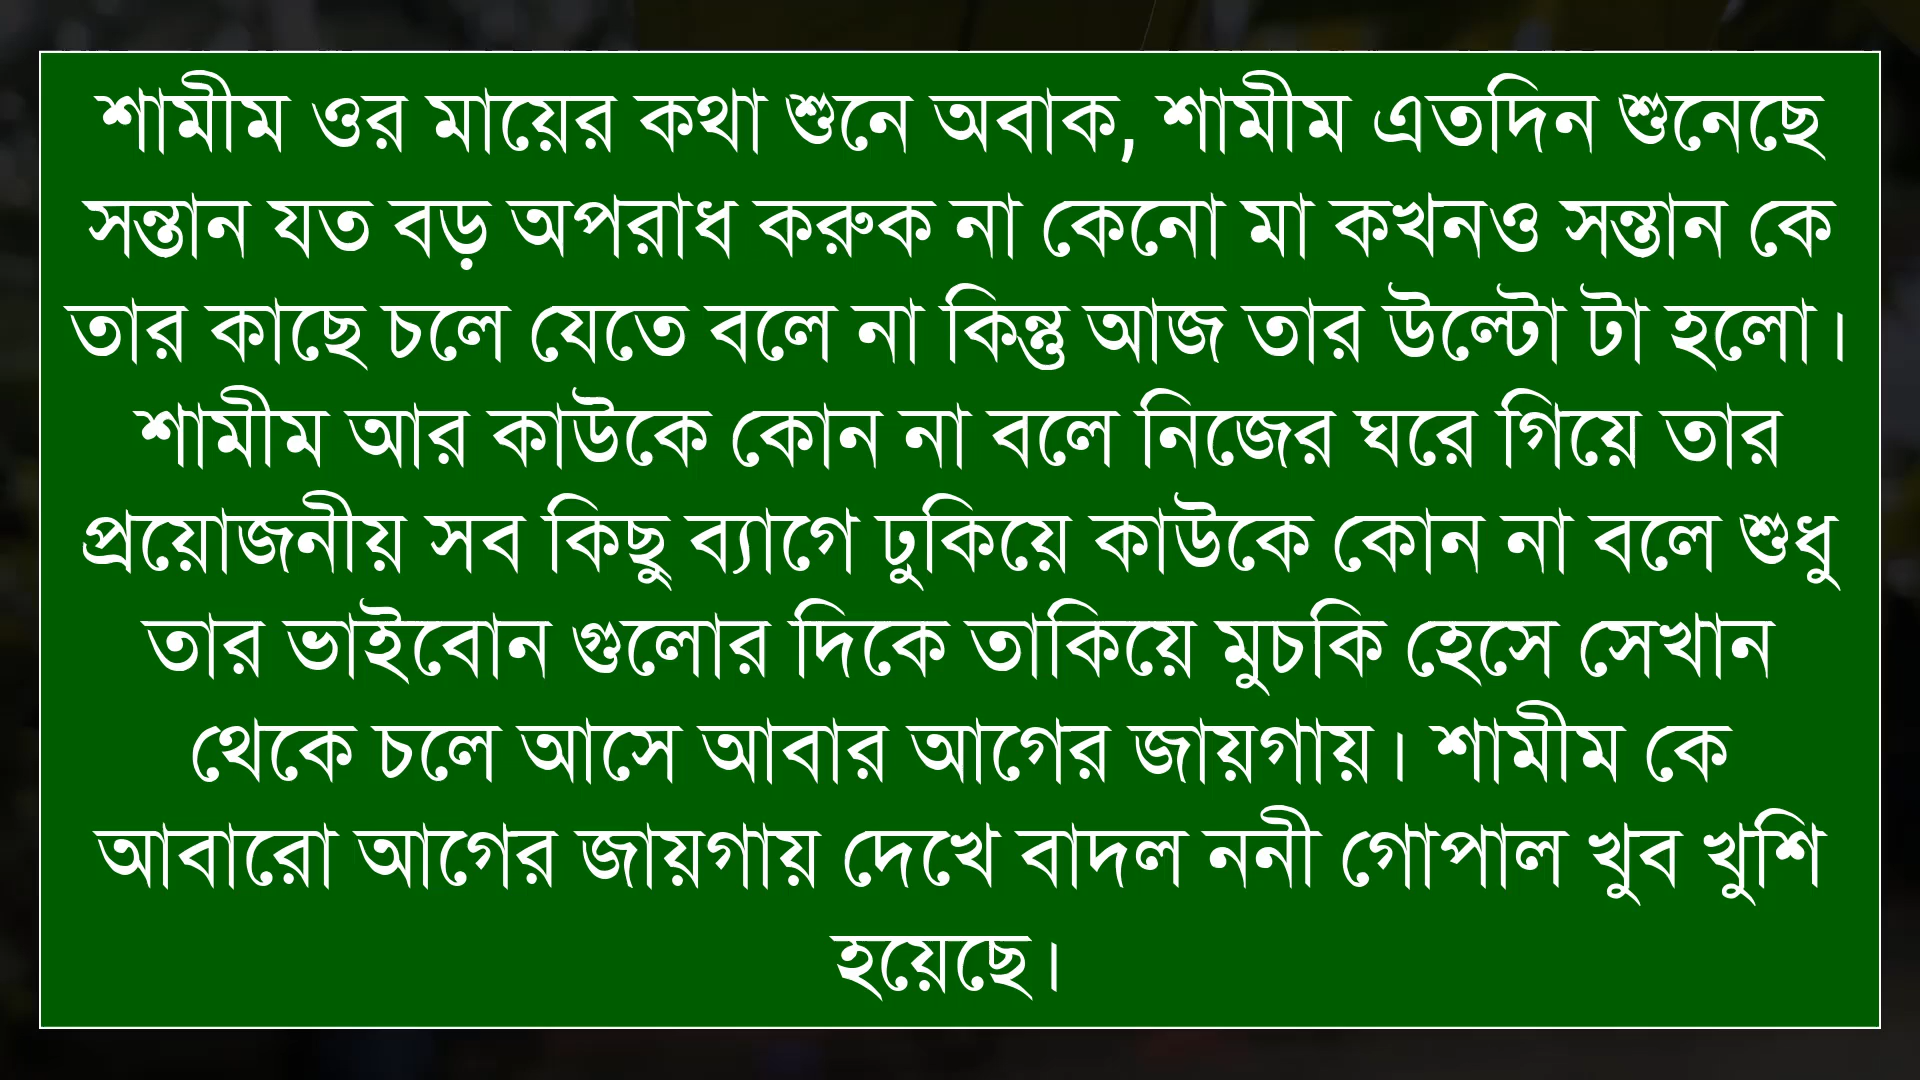 শামীম ওর মায়ের কথা শুনে অবাক, শামীম এতদিন শুনেছে
সন্তান যত বড় অপরাধ করুক না কেনো মা কখনও সন্তান কে
তার কাছে চলে যেতে বলে না কিন্তু আজ তার উল্টো টা হলো।
শামীম আর কাউকে কোন না বলে নিজের ঘরে গিয়ে তার
প্রয়োজনীয় সব কিছু ব্যাগে ঢুকিয়ে কাউকে কোন না বলে শুধু
তার ভাইবোন গুলোর দিকে তাকিয়ে মুচকি হেসে সেখান
থেকে চলে আসে আবার আগের জায়গায়। শামীম কে
আবারো আগের জায়গায় দেখে বাদল ননী গোপাল খুব খুশি
হয়েছে।